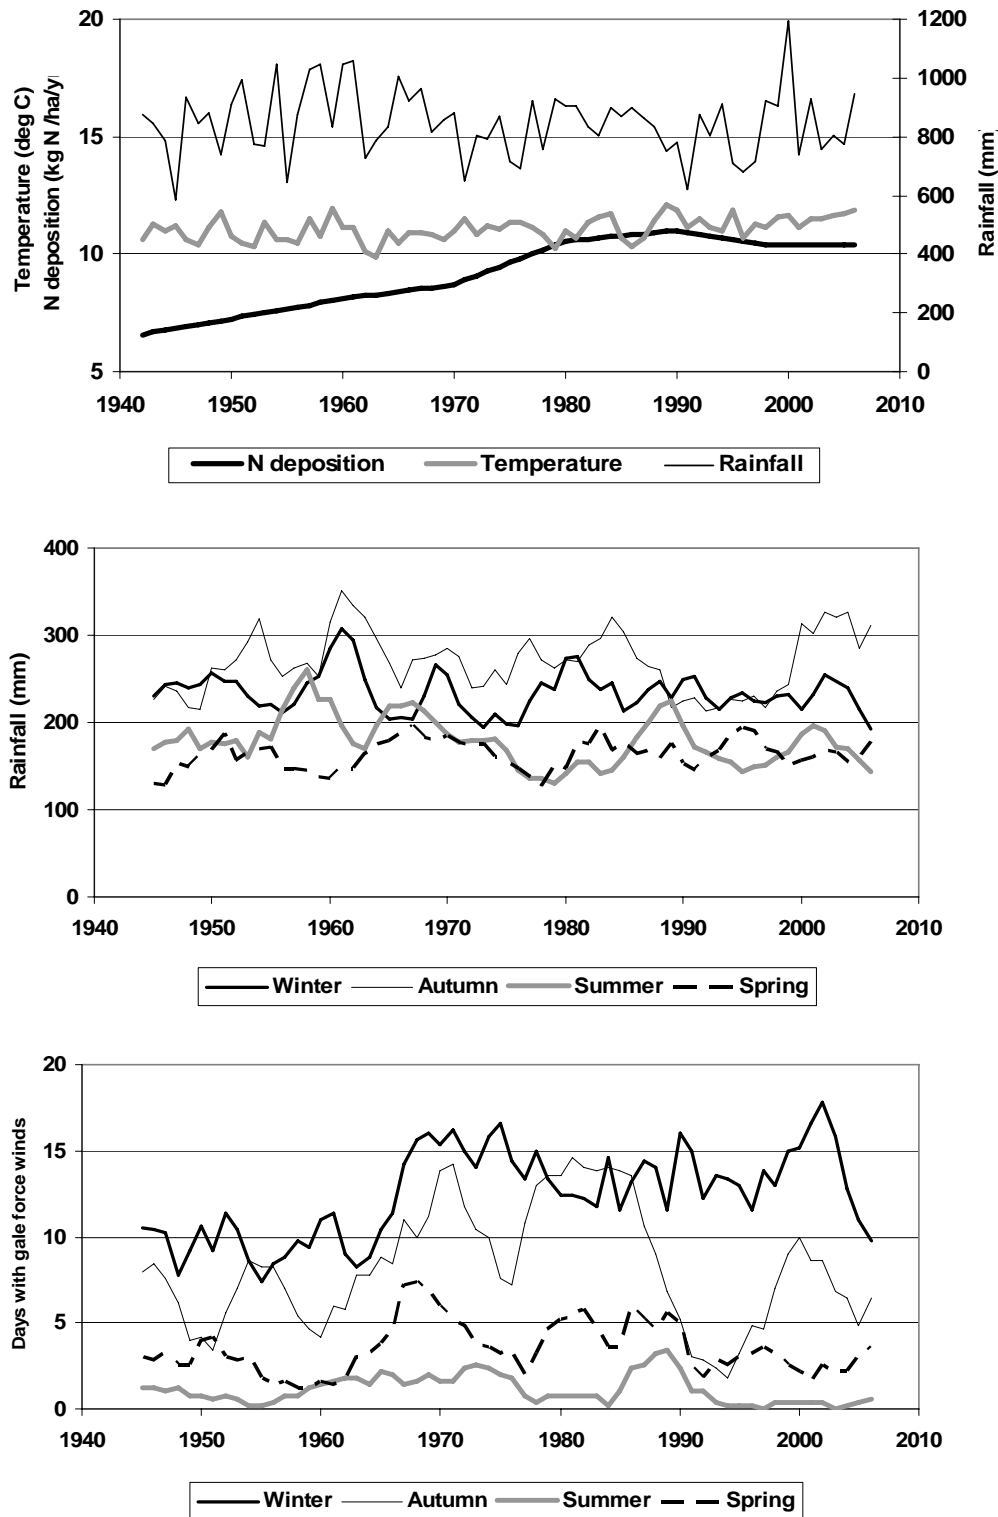 20
15
10
5
Temperature (deg C)
N deposition (kg N /ha/y
1200
1000
800
600
400
200
0
Rainfall (mm)
1940 1950 1960 1970 1980 1990 2000 2010
N deposition Temperature Rainfall
400
300
200
100
0
Rainfall (mm)
1940 1950 1960 1970 1980 1990 2000 2010
Winter Autumn Summer Spring
20
15
10
5
0
Days with gale force winds
1940 1950 1960 1970 1980 1990 2000 2010
Winter Autumn Summer Spring